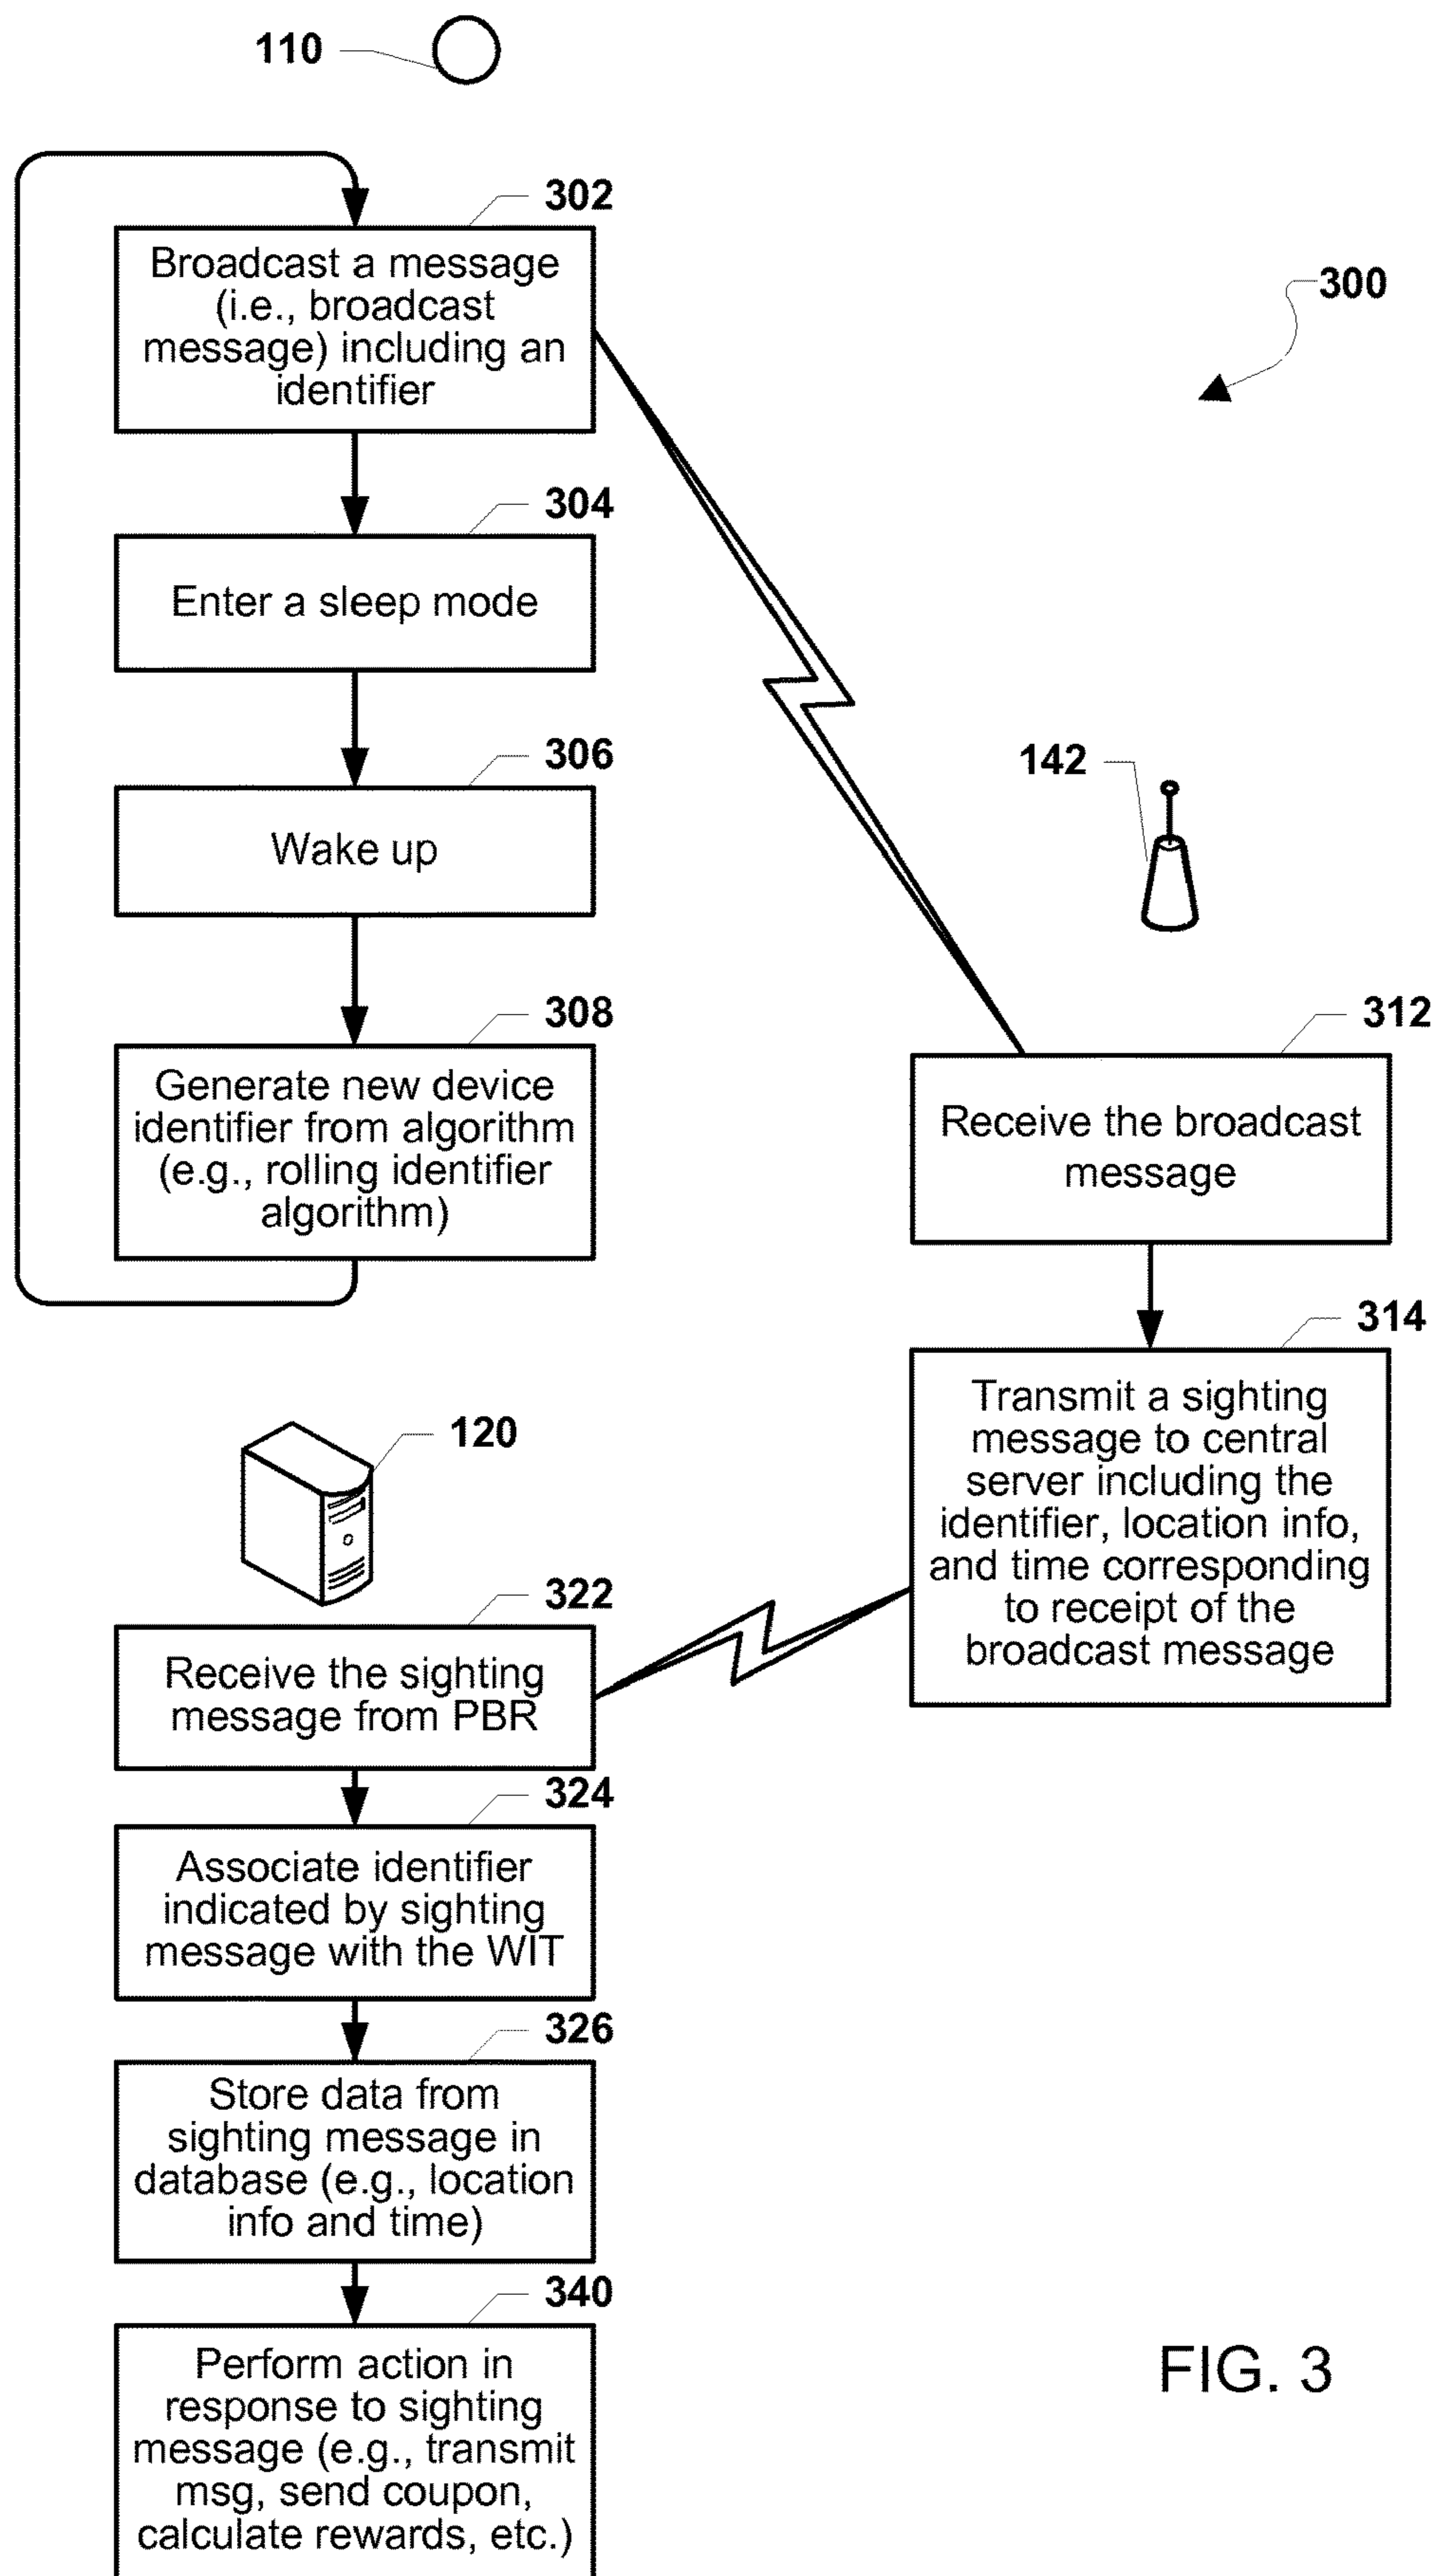 110
302
Broadcast a message
(i.e., broadcast
message) including an
identifier
300
304
Enter a sleep mode
306
Wake up
142
308
Generate new device
identifier from algorithm
(e.g., rolling identifier
algorithm)
312
Receive the broadcast
message
314
Transmit a sighting
message to central
server including the
identifier, location info,
and time corresponding
to receipt of the
broadcast message
120
322
Receive the sighting
message from PBR
324
Associate identifier
indicated by sighting
message with the WIT
326
Store data from
sighting message in
database (e.g., location
info and time)
340
Perform action in
response to sighting
message (e.g., transmit
msg, send coupon,
calculate rewards, etc.)
FIG. 3